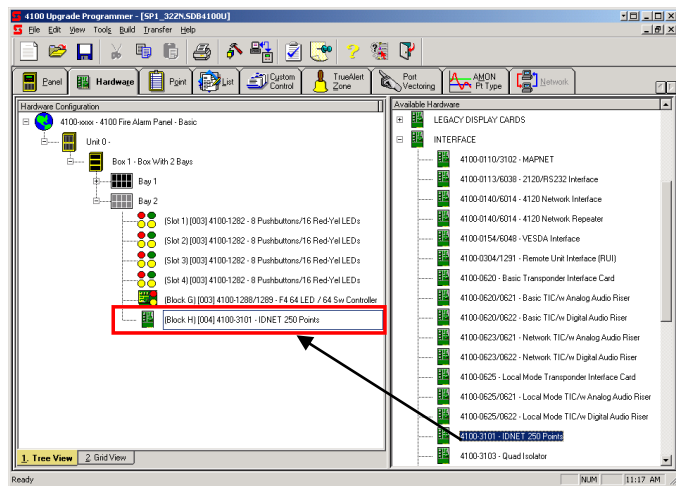 4100 Upgrade Programmer - [SP1_322N.SDB4100U]
File Edit View Tools Build Transfer Help
Panel Hardware Point List Custom Control TrueAlert Zone Port Vectoring AMON Pt Type Network
Hardware Configuration
4100-xxxx - 4100 Fire Alarm Panel - Basic
Unit 0 -
Box 1 - Box With 2 Bays
Bay 1
Bay 2
(Slot 1) [003] 4100-1282 - 8 Pushbuttons/16 Red-Yel LEDs
(Slot 2) [003] 4100-1282 - 8 Pushbuttons/16 Red-Yel LEDs
(Slot 3) [003] 4100-1282 - 8 Pushbuttons/16 Red-Yel LEDs
(Slot 4) [003] 4100-1282 - 8 Pushbuttons/16 Red-Yel LEDs
(Block G) [003] 4100-1288/1289 - F4 64 LED / 64 Sw Controller
(Block H) [004] 4100-3101 - IDNET 250 Points
1. Tree View 2 Grid View
Available Hardware
LEGACY DISPLAY CARDS
INTERFACE
4100-0110/3102 - MAPNET
4100-0113/6038 - 2120/RS232 Interface
4100-0140/6014 - 4120 Network Interface
4100-0140/6014 - 4120 Network Repeater
4100-0154/6048 - VESDA Interface
4100-0304/1291 - Remote Unit Interface (RUI)
4100-0620 - Basic Transponder Interface Card
4100-0620/0621 - Basic TIC/w Analog Audio Riser
4100-0620/0622 - Basic TIC/w Digital Audio Riser
4100-0623/0621 - Network TIC/w Analog Audio Riser
4100-0623/0622 - Network TIC/w Digital Audio Riser
4100-0625 - Local Mode Transponder Interface Card
4100-0625/0621 - Local Mode TIC/w Analog Audio Riser
4100-0625/0622 - Local Mode TIC/w Digital Audio Riser
4100-3101 - IDNET 250 Points
4100-3103 - Quad Isolator
Ready NUM 11:17 AM